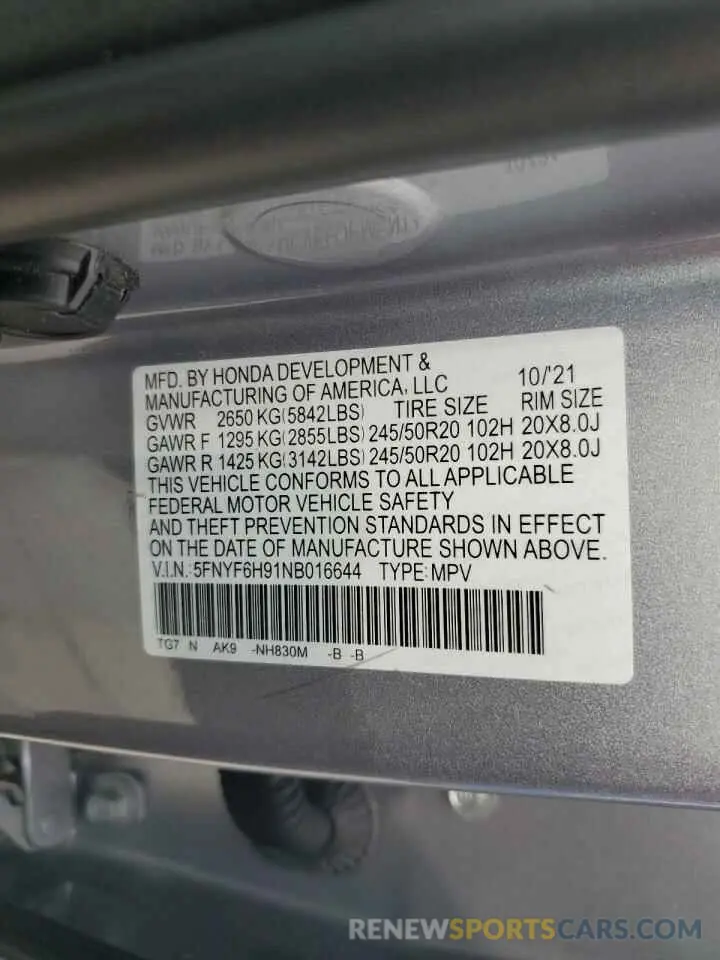 MFD. BY HONDA DEVELOPMENT &
MANUFACTURING OF AMERICA, LLC 10/'21
GVWR 2650 KG(5842LBS) TIRE SIZE RIM SIZE
GAWR F 1295 KG(2855LBS) 245/50R20 102H 20X8.0J
GAWR R 1425 KG(3142LBS) 245/50R20 102H 20X8.0J
THIS VEHICLE CONFORMS TO ALL APPLICABLE
FEDERAL MOTOR VEHICLE SAFETY
AND THEFT PREVENTION STANDARDS IN EFFECT
ON THE DATE OF MANUFACTURE SHOWN ABOVE.
V.I.N.:5FNYF6H91NB016644 TYPE:MPV
TG7 N AK9 -NH830M -B -B
RENEWSPORTSCARS.COM